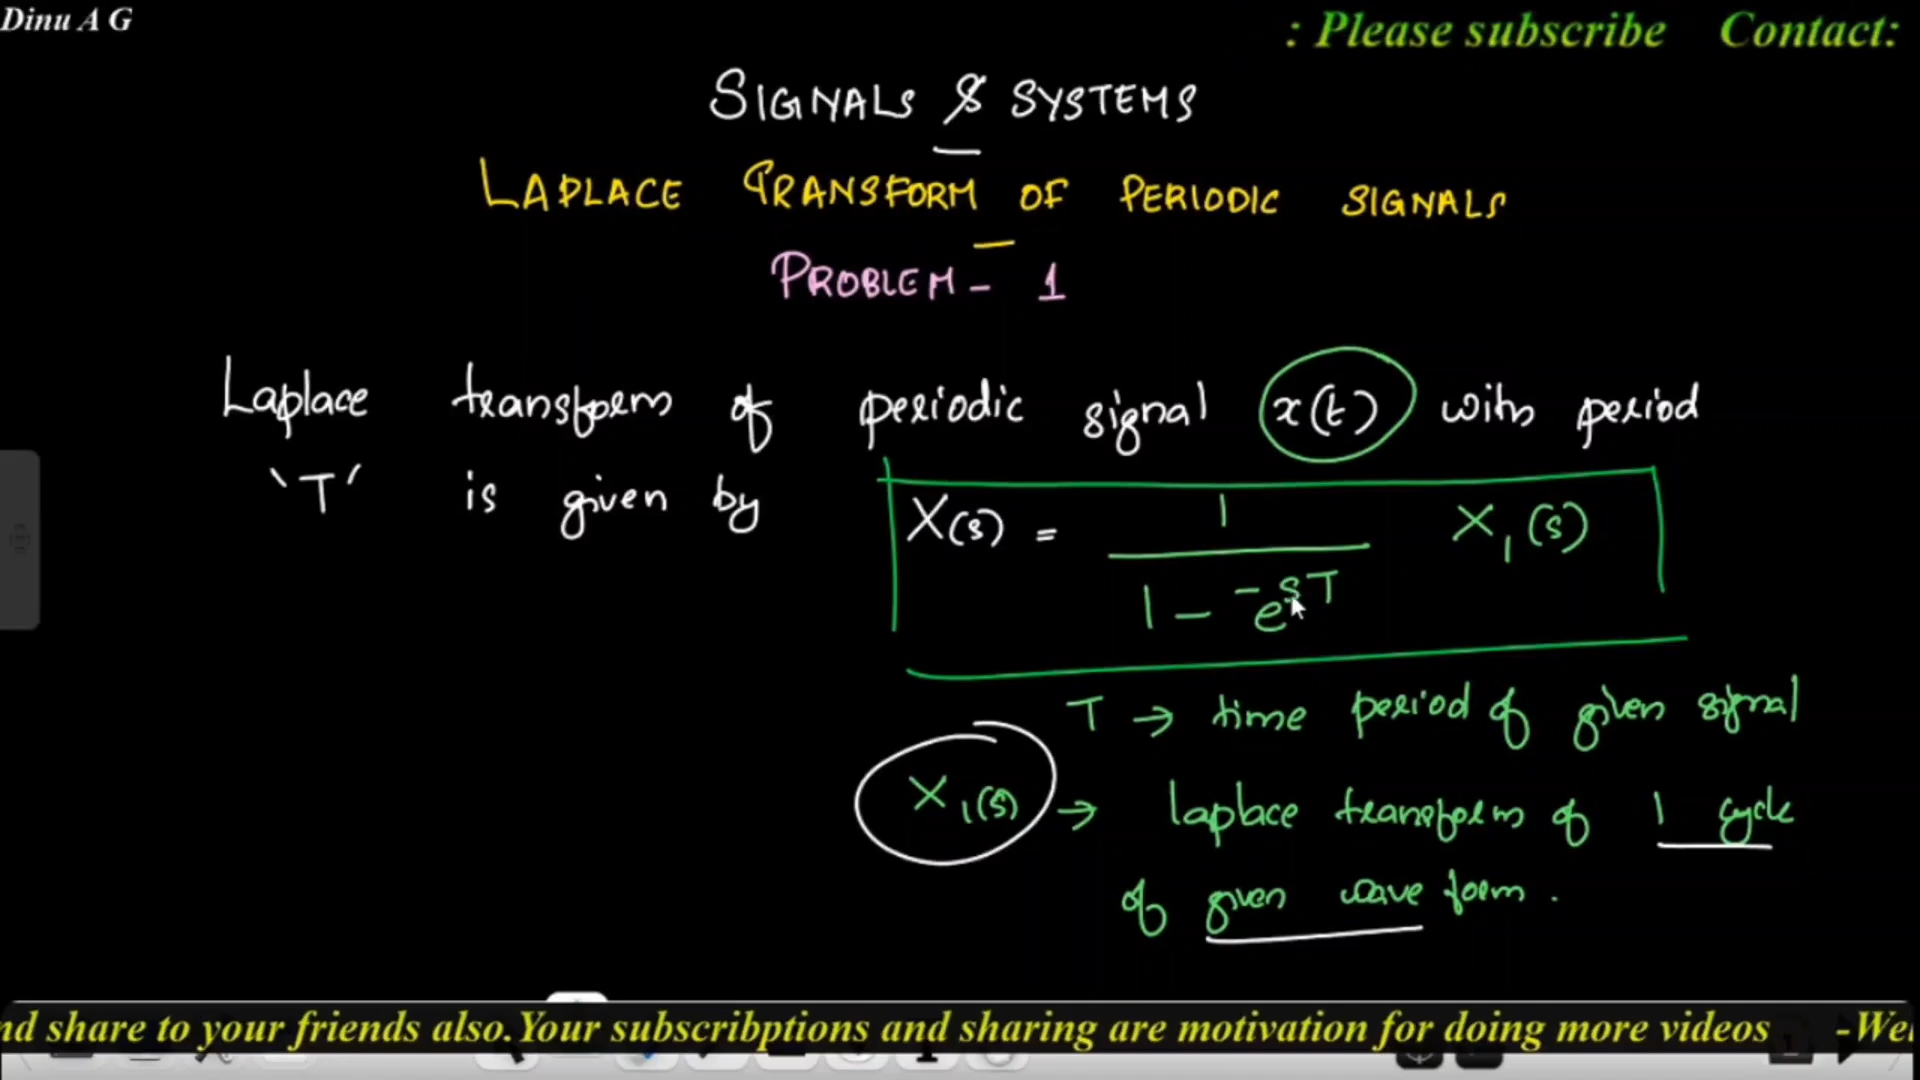 Dinu A G
: Please subscribe Contact:
SIGNALS & SYSTEMS
LAPLACE TRANSFORM OF PERIODIC SIGNALS
PROBLEM - 1
Laplace transform of periodic signal x(t) with period
'T' is given by X(s) = 1 / (1 - -e^sT) X1(s)
T → time period of given signal
X1(s) → laplace transform of 1 cycle
of given wave form.
nd share to your friends also. Your subscribptions and sharing are motivation for doing more videos -Wel